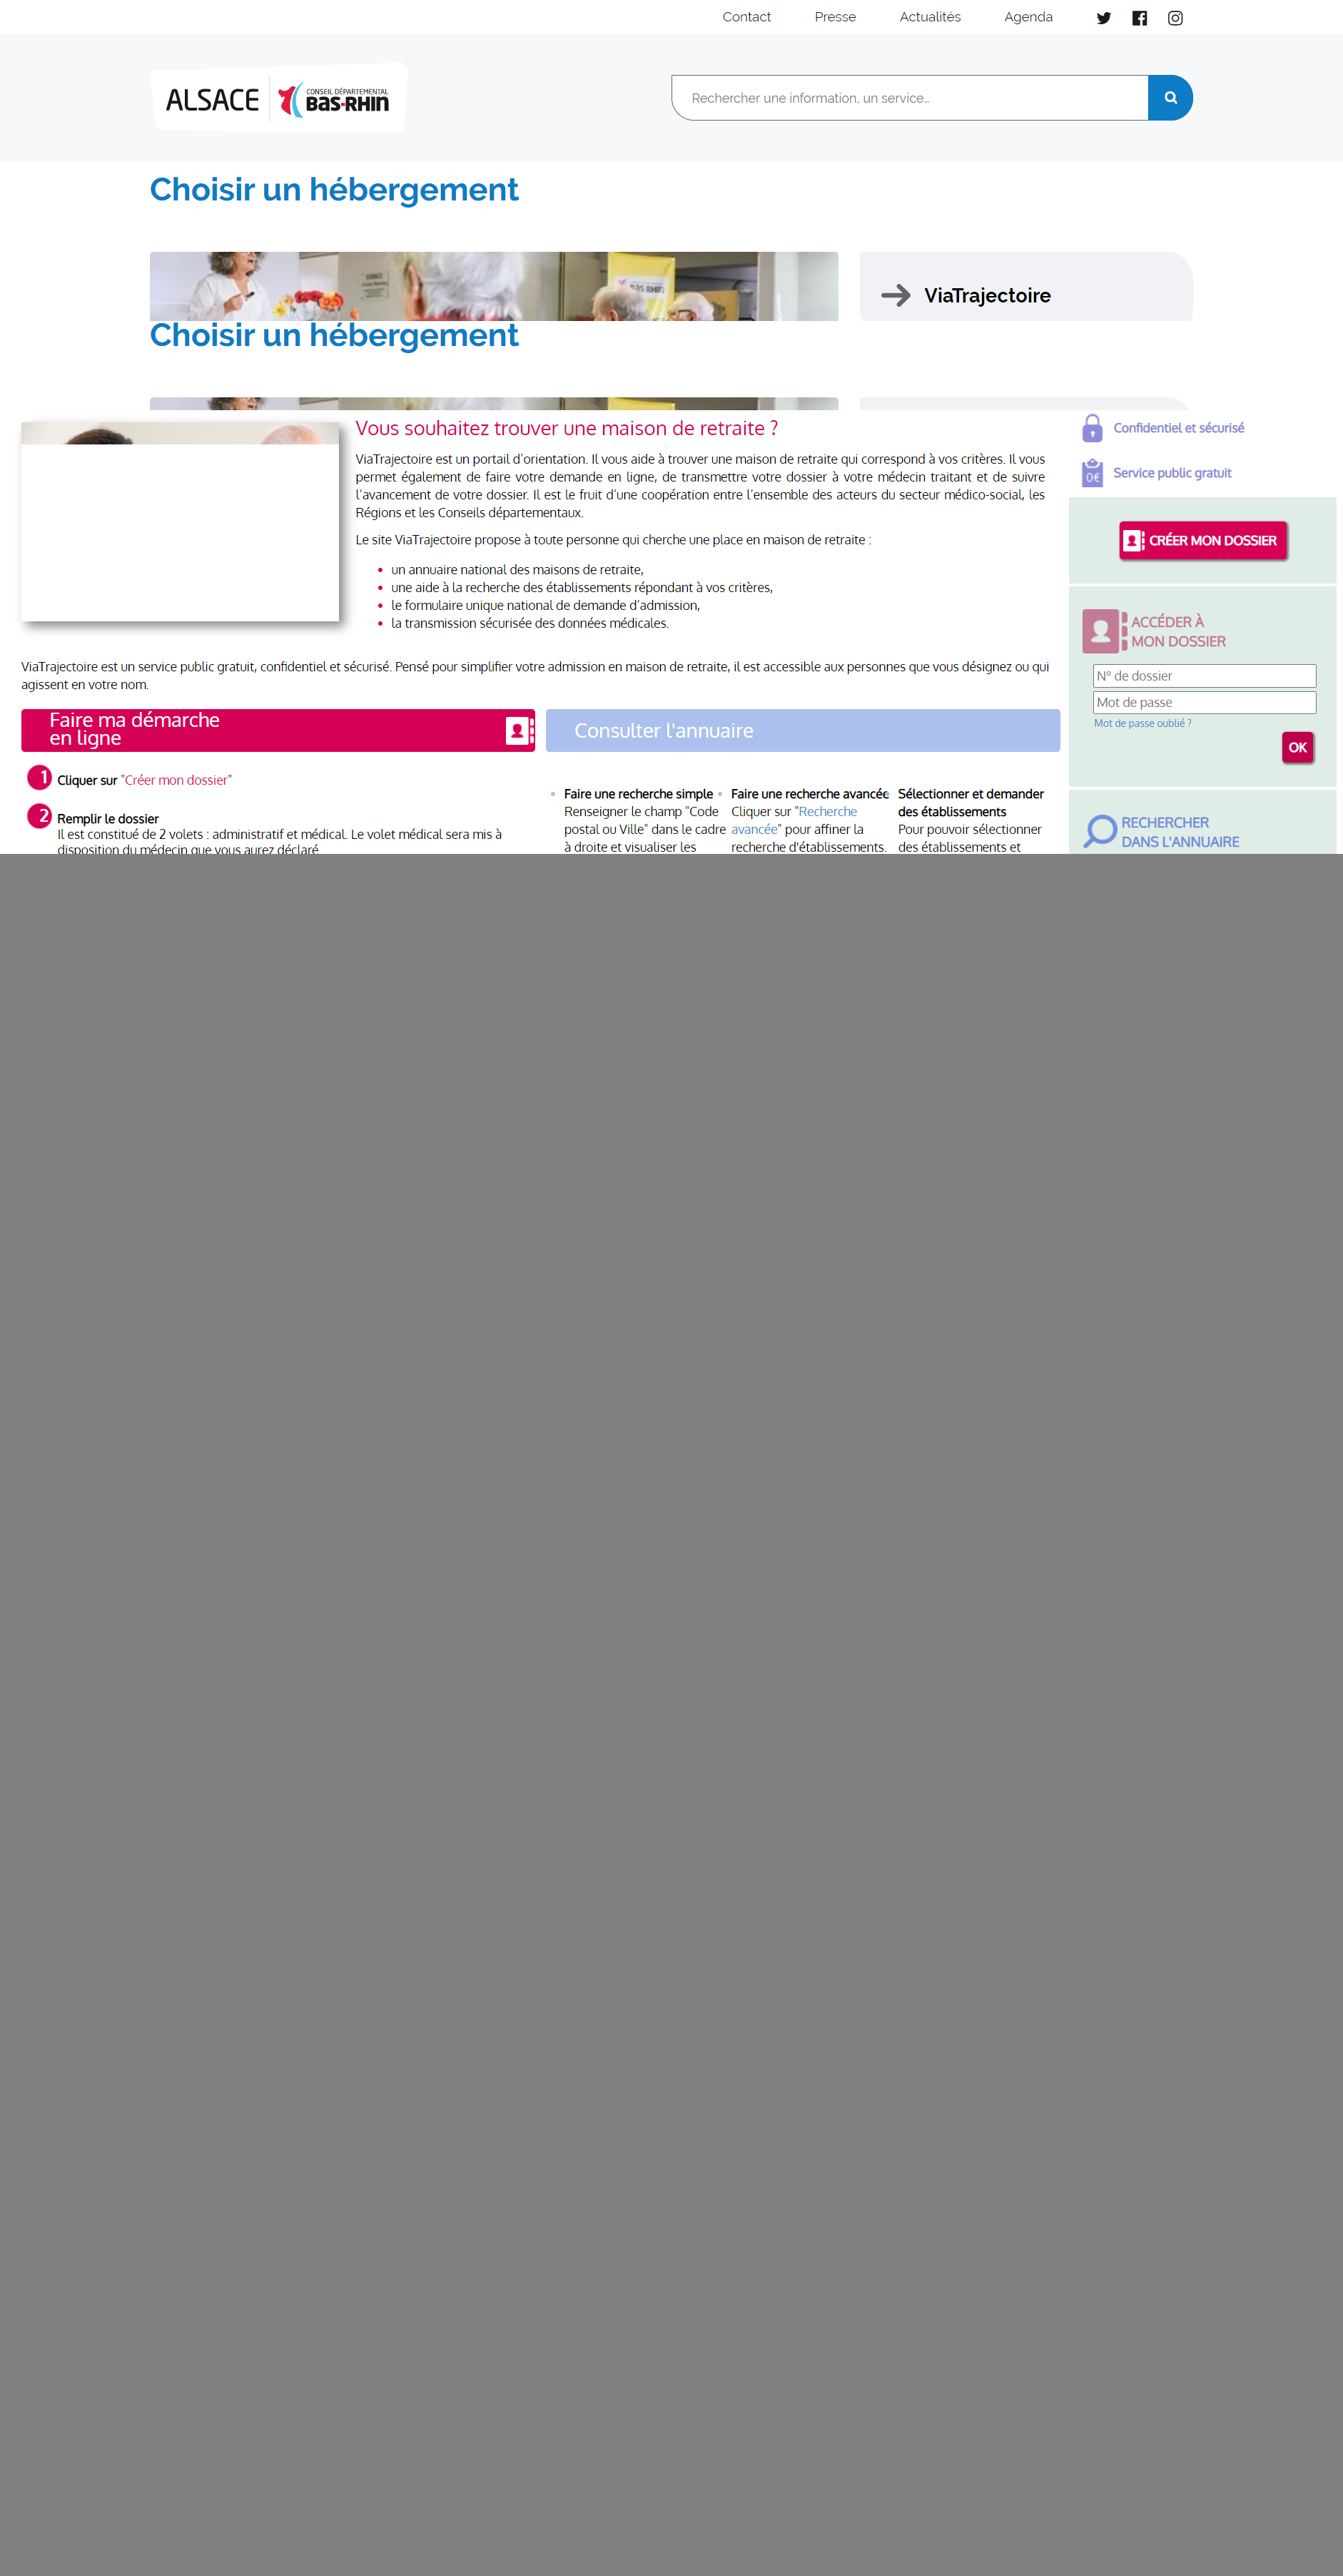 Contact Presse Actualités Agenda
ALSACE
CONSEIL DÉPARTEMENTAL
BAS-RHIN
Rechercher une information, un service...
Choisir un hébergement
BAS-RHIN
ViaTrajectoire
Choisir un hébergement
Vous souhaitez trouver une maison de retraite ?
ViaTrajectoire est un portail d'orientation. Il vous aide à trouver une maison de retraite qui correspond à vos critères. Il vous
permet également de faire votre demande en ligne, de transmettre votre dossier à votre médecin traitant et de suivre
l'avancement de votre dossier. Il est le fruit d'une coopération entre l'ensemble des acteurs du secteur médico-social, les
Régions et les Conseils départementaux.
Le site ViaTrajectoire propose à toute personne qui cherche une place en maison de retraite :
un annuaire national des maisons de retraite,
une aide à la recherche des établissements répondant à vos critères,
le formulaire unique national de demande d'admission,
la transmission sécurisée des données médicales.
ViaTrajectoire est un service public gratuit, confidentiel et sécurisé. Pensé pour simplifier votre admission en maison de retraite, il est accessible aux personnes que vous désignez ou qui
agissent en votre nom.
Faire ma démarche
en ligne
1 Cliquer sur "Créer mon dossier"
2 Remplir le dossier
Il est constitué de 2 volets : administratif et médical. Le volet médical sera mis à
disposition du médecin que vous aurez déclaré
Consulter l'annuaire
Faire une recherche simple
Renseigner le champ "Code
postal ou Ville" dans le cadre
à droite et visualiser les
Faire une recherche avancée
Cliquer sur "Recherche
avancée" pour affiner la
recherche d'établissements.
Sélectionner et demander
des établissements
Pour pouvoir sélectionner
des établissements et
Confidentiel et sécurisé
0€ Service public gratuit
CRÉER MON DOSSIER
ACCÉDER À
MON DOSSIER
N° de dossier
Mot de passe
Mot de passe oublié ?
OK
RECHERCHER
DANS L'ANNUAIRE